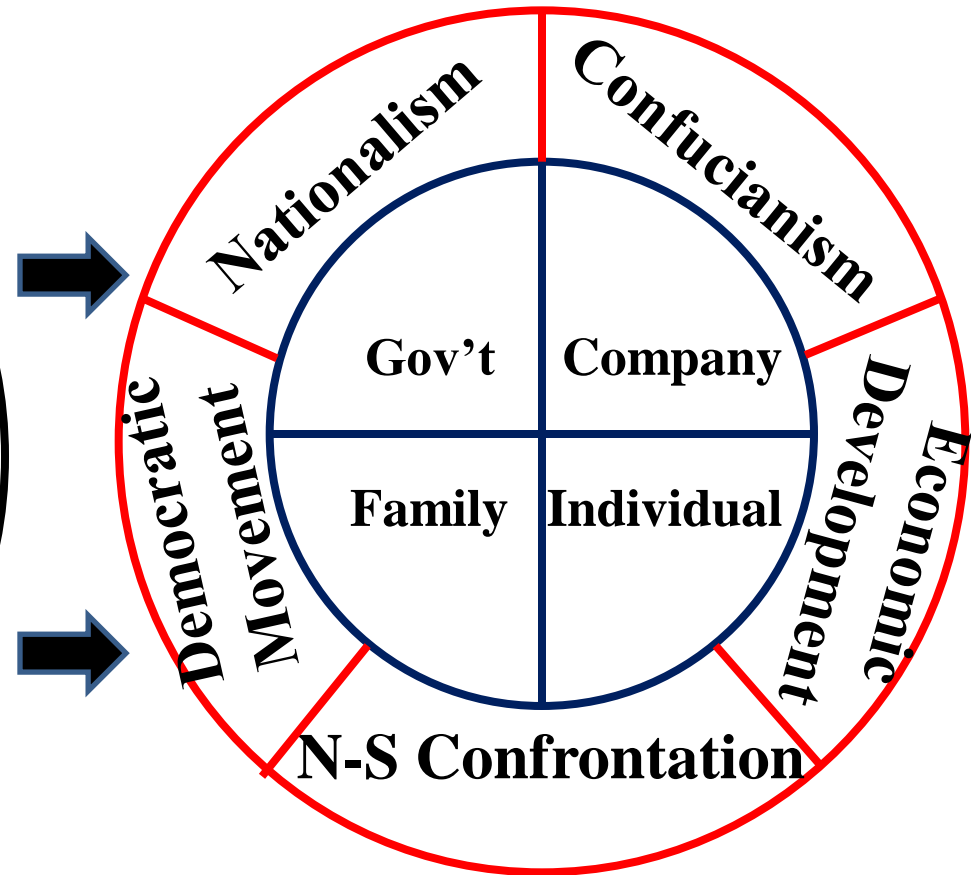 Nationalism
Confucianism
Gov’t
Company
Family
Individual
Democratic
Movement
Economic
Development
N-S Confrontation